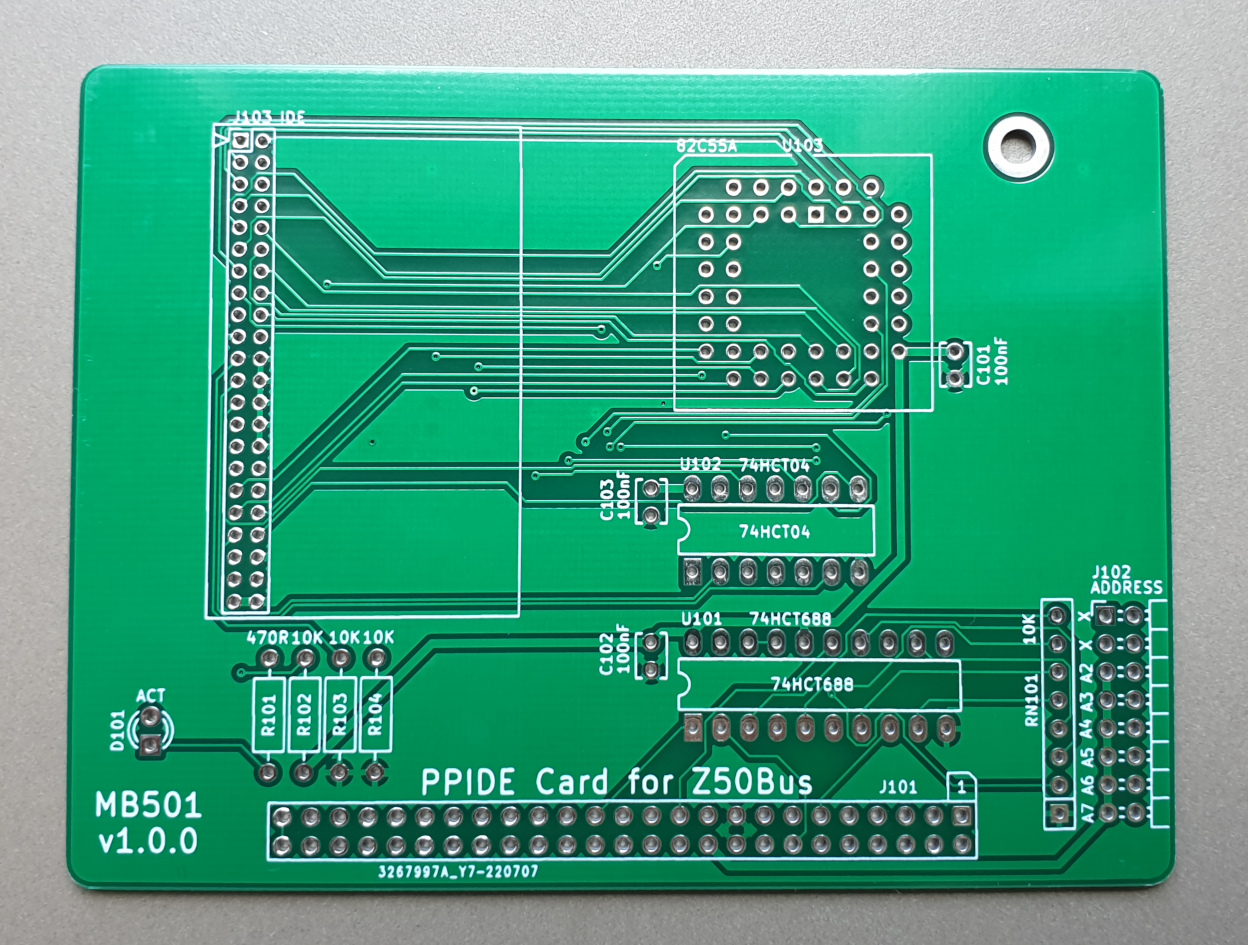 J103 IDE
82C55A U103
C101
100nF
U102 74HCT04
C103
100nF
74HCT04
J102
ADDRESS
U101 74HCT688
10K
X
X
470R 10K 10K 10K
C102
100nF
74HCT688
RN101
A2
A3
A4
A5
A6
A7
ACT
D101
R101
R102
R103
R104
PPIDE Card for Z50Bus
J101
1
MB501
v1.0.0
3267997A_Y7-220707